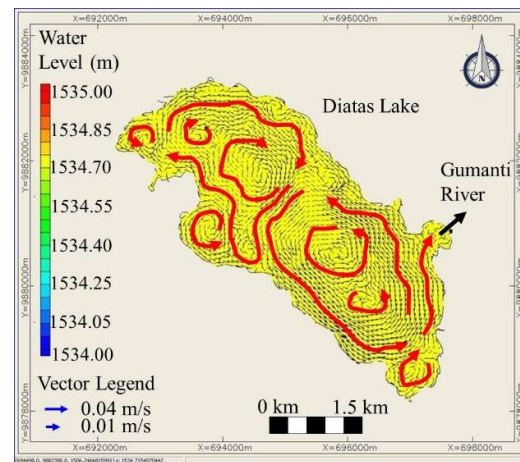 X=692000m X=694000m X=696000m X=698000m
Y=9884000m
Y=9882000m
Y=9880000m
Y=9878000m
Water
Level (m)
1535.00
1534.85
1534.70
1534.55
1534.40
1534.25
1534.05
1534.00
Diatas Lake
N
Gumanti
River
Vector Legend
0.04 m/s
0.01 m/s
0 km 1.5 km
X=692000m X=694000m X=696000m X=698000m